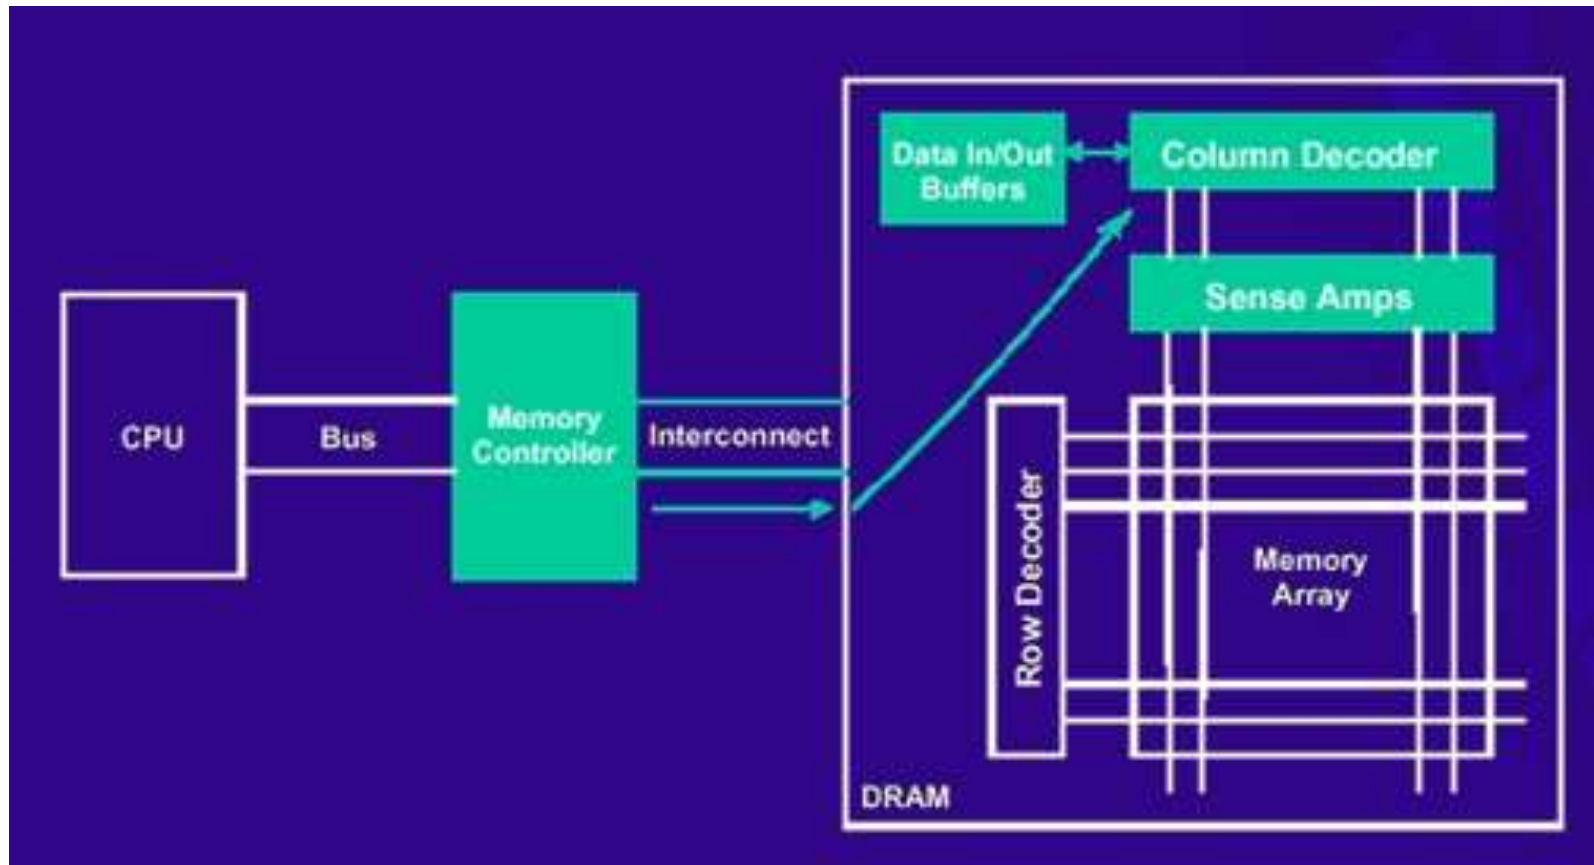 CPU
Bus
Memory
Controller
Interconnect
Data In/Out
Buffers
Column Decoder
Sense Amps
Row Decoder
Memory
Array
DRAM